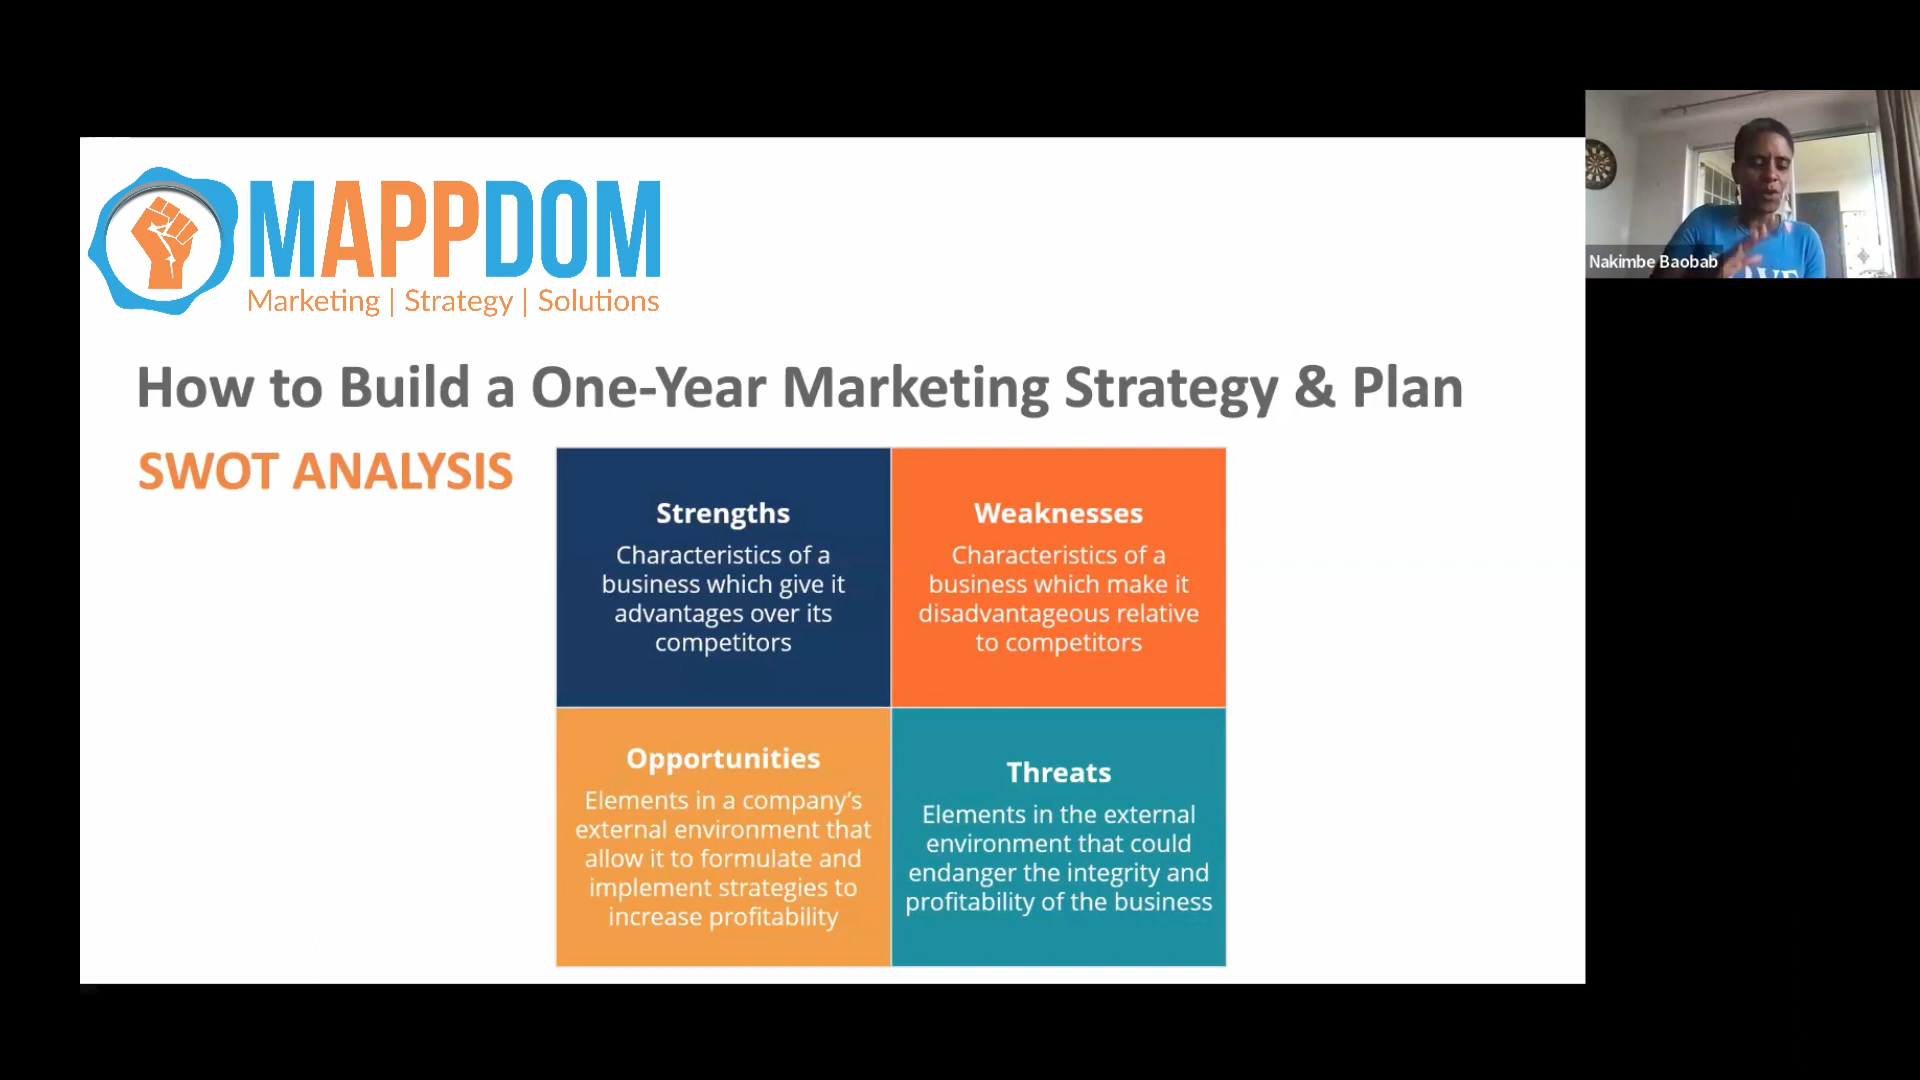 MAPPDOM
Marketing | Strategy | Solutions
How to Build a One-Year Marketing Strategy & Plan
SWOT ANALYSIS
Strengths
Characteristics of a
business which give it
advantages over its
competitors
Weaknesses
Characteristics of a
business which make it
disadvantageous relative
to competitors
Opportunities
Elements in a company’s
external environment that
allow it to formulate and
implement strategies to
increase profitability
Threats
Elements in the external
environment that could
endanger the integrity and
profitability of the business
Nakimbe Baobab